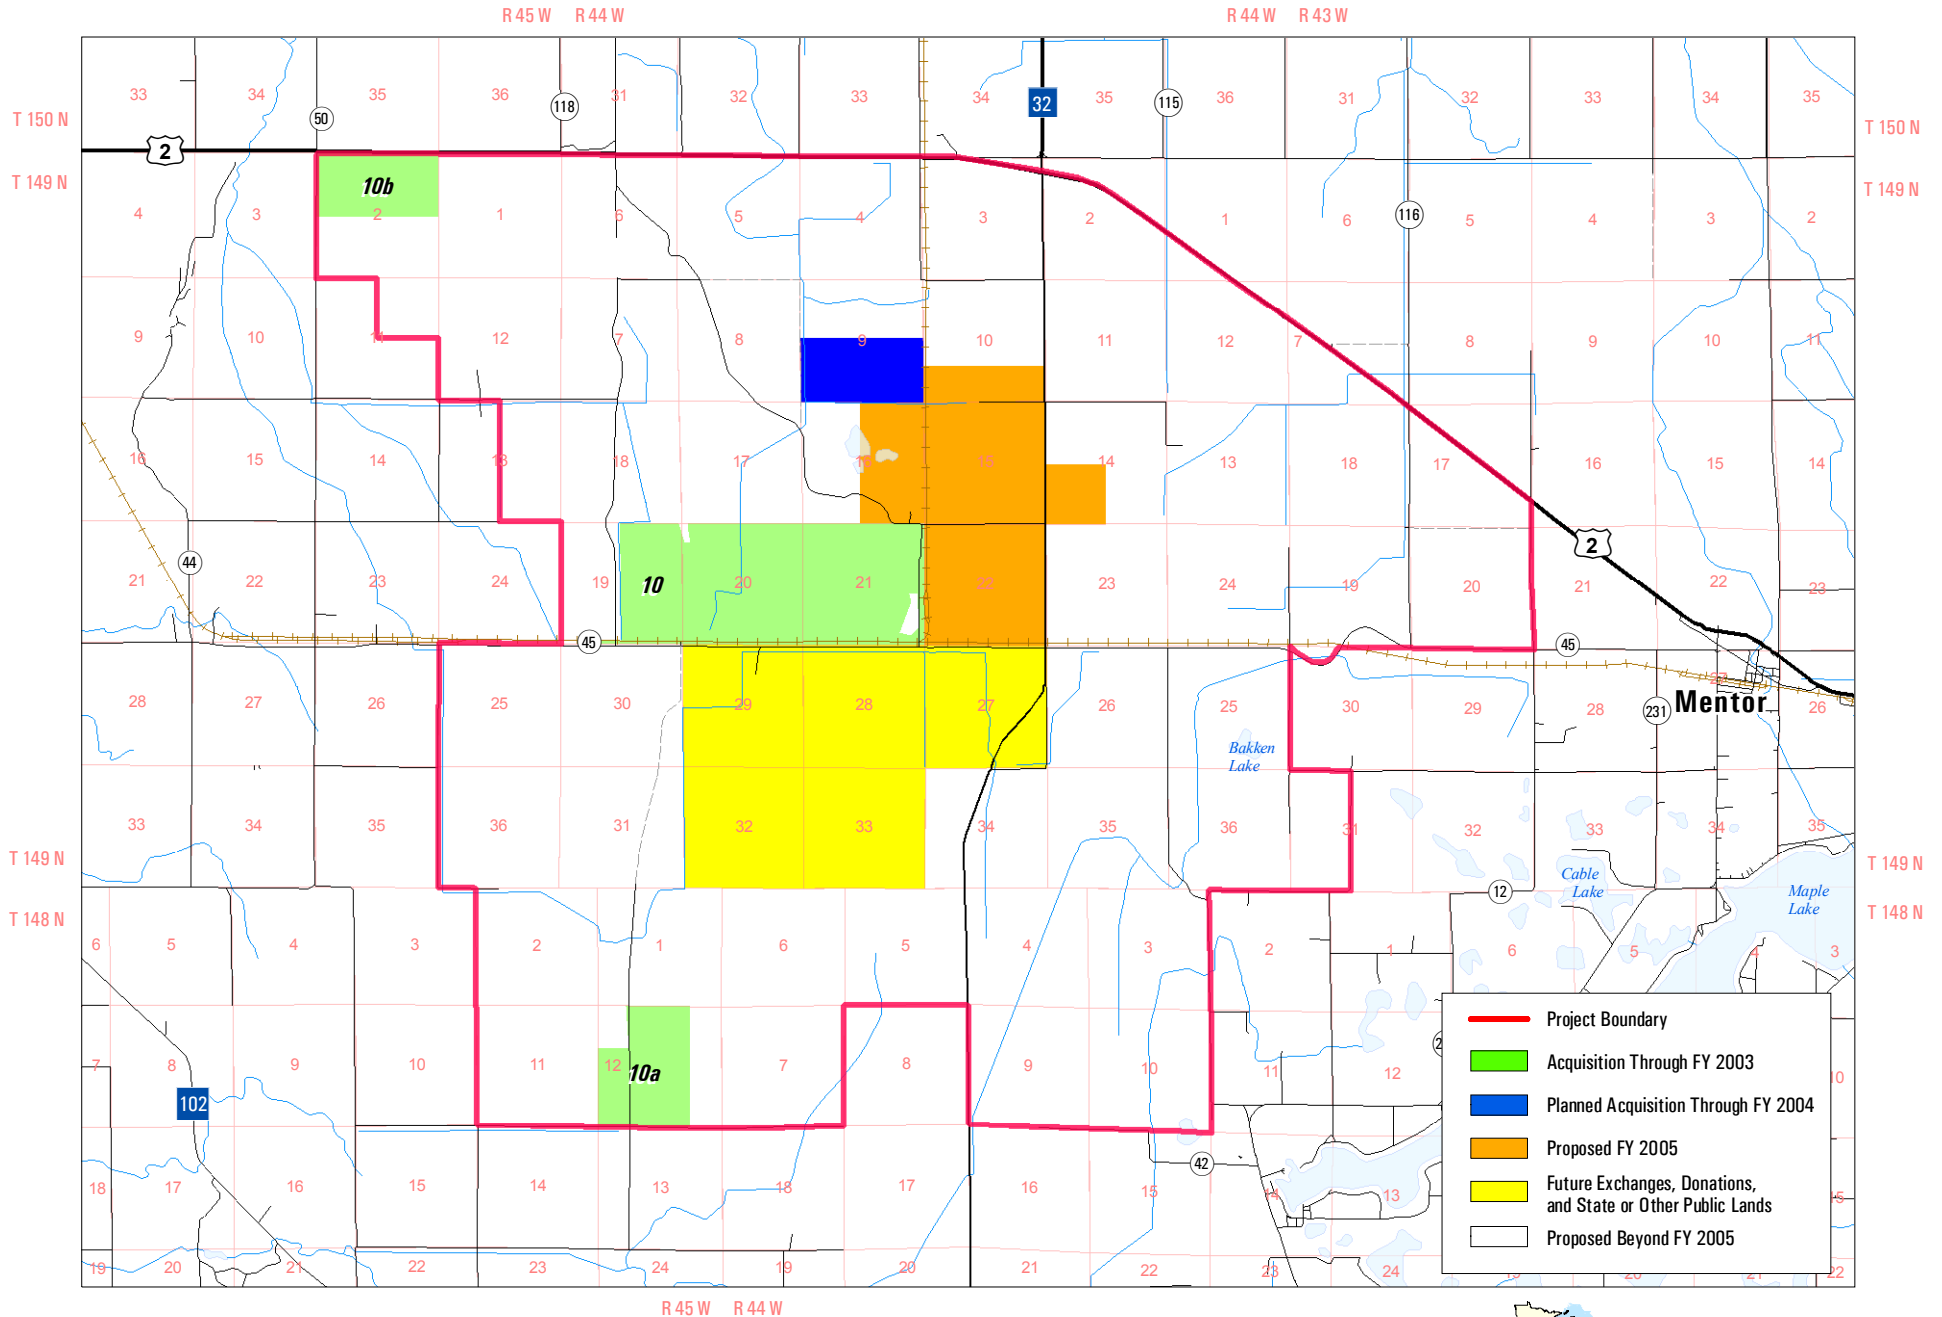 R 45 W R 44 W R 44 W R 43 W
33 34 35 36 31 32 33 34 35 36 31 32 33 34 35
50 118 32 115
T 150 N T 150 N
2
T 149 N T 149 N
10b
4 3 2 1 6 5 4 3 2 1 6 116 5 4 3 2
9 10 11 12 7 8 9 10 11 12 7 8 9 10 11
16 15 14 13 18 17 16 15 14 13 18 17 16 15 14
44 2
21 22 23 24 19 10 20 21 22 23 24 19 20 21 22 23
45 45
28 27 26 25 30 29 28 27 26 25 30 29 28 27 26
231 Mentor
Bakken
Lake
33 34 35 36 31 32 33 34 35 36 31 32 33 34 35
T 149 N T 149 N
Cable
Lake
Maple
Lake
12
T 148 N T 148 N
6 5 4 3 2 1 6 5 4 3 2 1 6 5 4 3
7 8 9 10 11 12 10a 7 8 9 10 11 12 10
102
42
18 17 16 15 14 13 18 17 16 15 14 13 15
19 20 21 22 23 24 19 20 21 22 23 24 19 20 21 22
Project Boundary
Acquisition Through FY 2003
Planned Acquisition Through FY 2004
Proposed FY 2005
Future Exchanges, Donations,
and State or Other Public Lands
Proposed Beyond FY 2005
R 45 W R 44 W